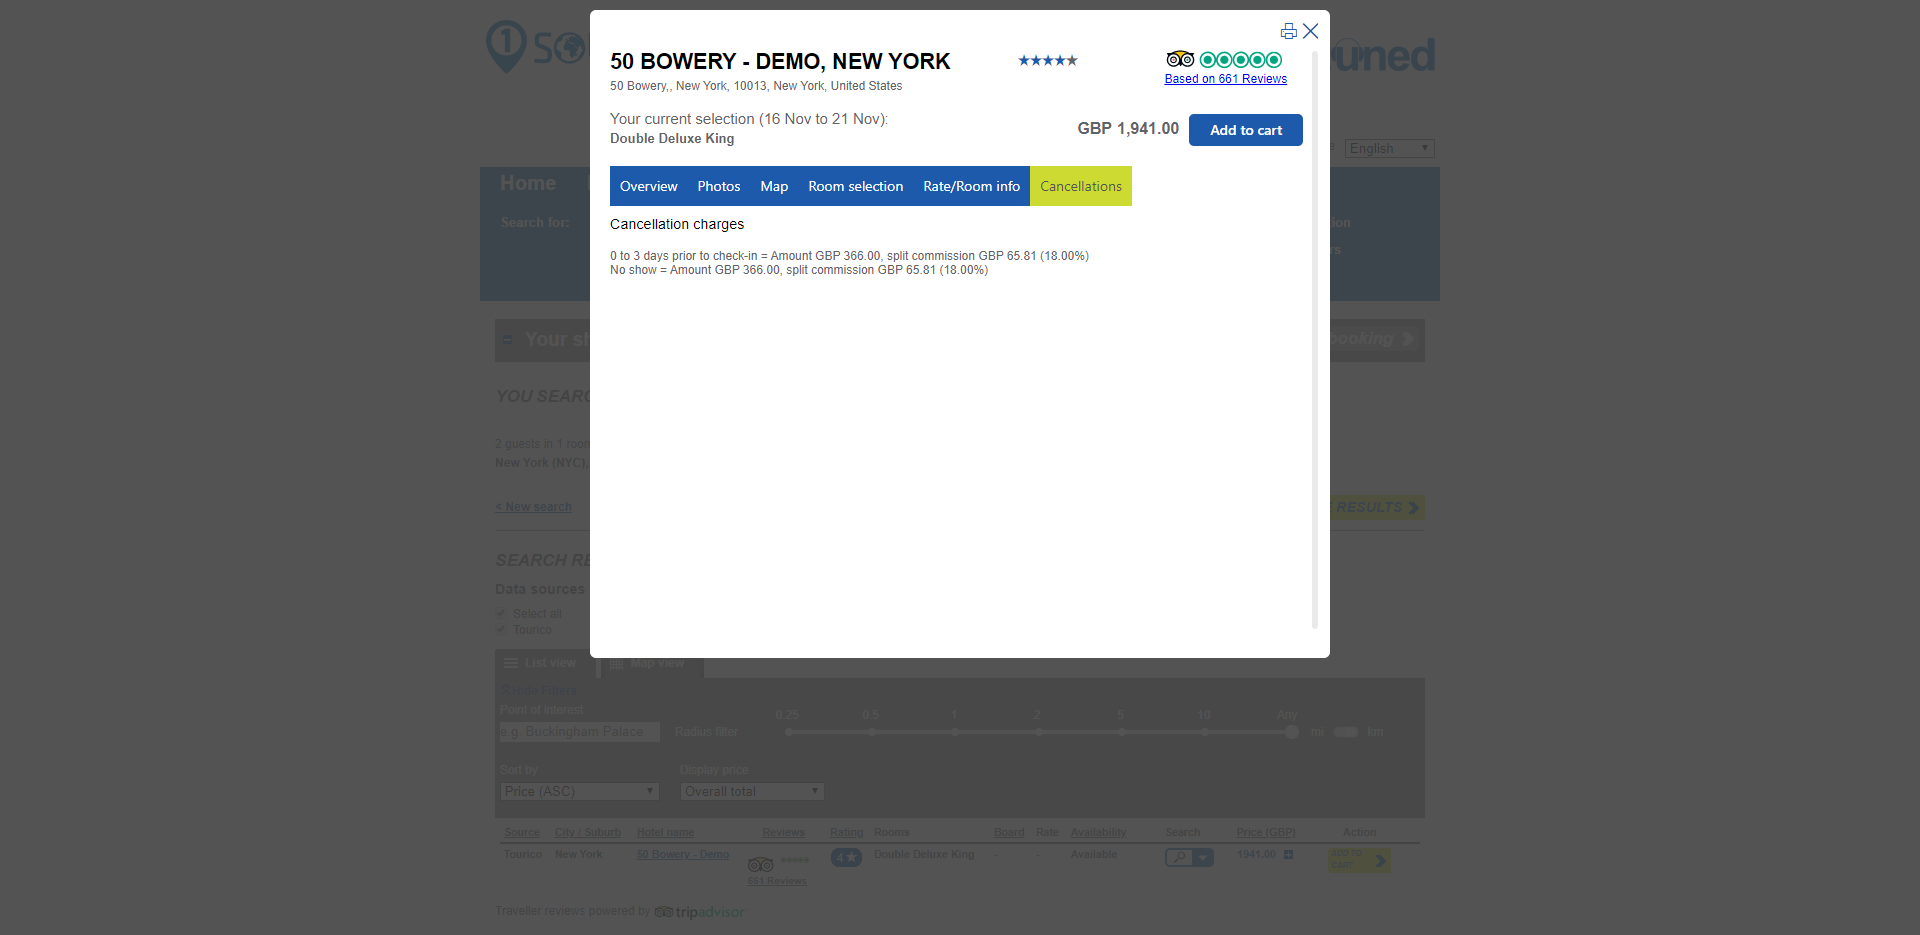 50 BOWERY - DEMO, NEW YORK
50 Bowery,, New York, 10013, New York, United States
Based on 661 Reviews
Your current selection (16 Nov to 21 Nov):
Double Deluxe King
GBP 1,941.00
Add to cart
Overview
Photos
Map
Room selection
Rate/Room info
Cancellations
Cancellation charges
0 to 3 days prior to check-in = Amount GBP 366.00, split commission GBP 65.81 (18.00%)
No show = Amount GBP 366.00, split commission GBP 65.81 (18.00%)
English
Home
Search for:
Your
booking
YOU
2 guests in 1
New York (NYC),
< New search
RESULTS
SEARCH
Data sources
Select all
Tourico
List view
Map view
Hide Filters
Point of interest
e.g. Buckingham Palace
Radius filter
0.25 0.5 1 2 5 10 Any
mi km
Sort by
Display price
Price (ASC)
Overall total
Source City / Suburb Hotel name Reviews Rating Rooms Board Rate Availability Search Price (GBP) Action
Tourico New York 50 Bowery - Demo 4 Double Deluxe King - - Available 1941.00 ADD TO CART
661 Reviews
Traveller reviews powered by tripadvisor